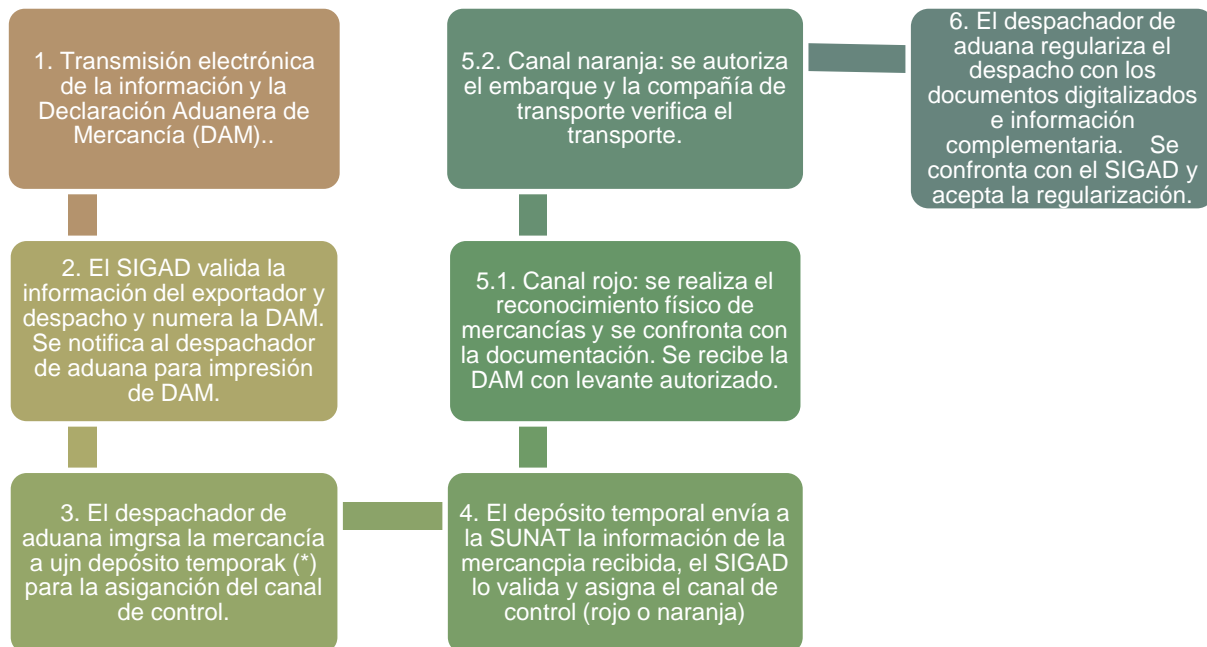 1. Transmisión electrónica
de la información y la
Declaración Aduanera de
Mercancía (DAM)..
2. El SIGAD valida la
información del exportador y
despacho y numera la DAM.
Se notifica al despachador
de aduana para impresión
de DAM.
3. El despachador de
aduana imgrsa la mercancía
a ujn depósito temporak (*)
para la asiganción del canal
de control.
4. El depósito temporal envía a
la SUNAT la información de la
mercancpia recibida, el SIGAD
lo valida y asigna el canal de
control (rojo o naranja)
5.1. Canal rojo: se realiza el
reconocimiento físico de
mercancías y se confronta con
la documentación. Se recibe la
DAM con levante autorizado.
5.2. Canal naranja: se autoriza
el embarque y la compañía de
transporte verifica el
transporte.
6. El despachador de
aduana regulariza el
despacho con los
documentos digitalizados
e información
complementaria. Se
confronta con el SIGAD y
acepta la regularización.